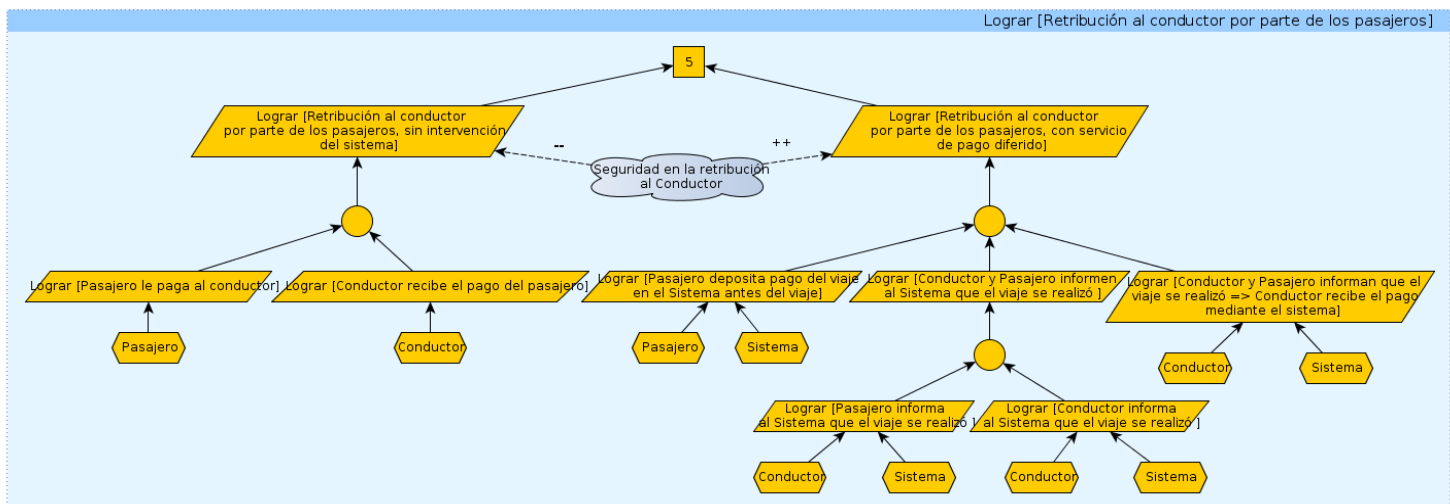 Lograr [Retribución al conductor por parte de los pasajeros]
5
Lograr [Retribución al conductor
por parte de los pasajeros, sin intervención
del sistema]
Lograr [Retribución al conductor
por parte de los pasajeros, con servicio
de pago diferido]
--
++
Seguridad en la retribución
al Conductor
Lograr [Pasajero le paga al conductor]
Lograr [Conductor recibe el pago del pasajero]
Lograr [Pasajero deposita pago del viaje
en el Sistema antes del viaje]
Lograr [Conductor y Pasajero informen
al Sistema que el viaje se realizó ]
Lograr [Conductor y Pasajero informan que el
viaje se realizó => Conductor recibe el pago
mediante el sistema]
Pasajero
Conductor
Pasajero
Sistema
Conductor
Sistema
Lograr [Pasajero informa
al Sistema que el viaje se realizó ]
Lograr [Conductor informa
al Sistema que el viaje se realizó ]
Conductor
Sistema
Conductor
Sistema